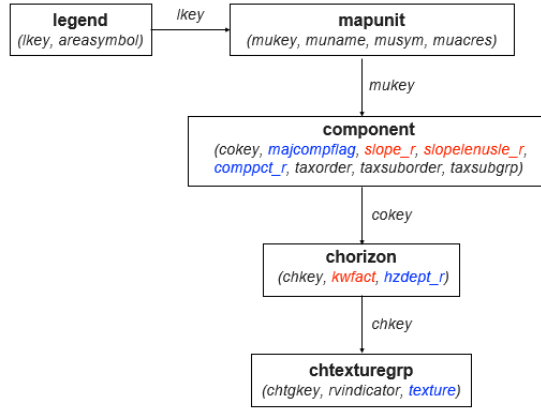 legend
(lkey, areasymbol)
lkey
mapunit
(mukey, muname, musym, muacres)
mukey
component
(cokey, majcompflag, slope_r, slopelenusle_r,
comppct_r, taxorder, taxsuborder, taxsubgrp)
cokey
chorizon
(chkey, kwfact, hzdept_r)
chkey
chtexturegrp
(chtgkey, rvindicator, texture)